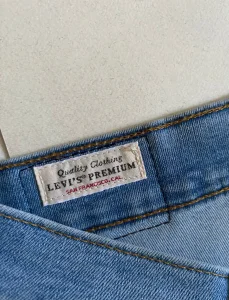 Quality Clothing
LEVI'S® PREMIUM
SAN FRANCISCO, CAL.